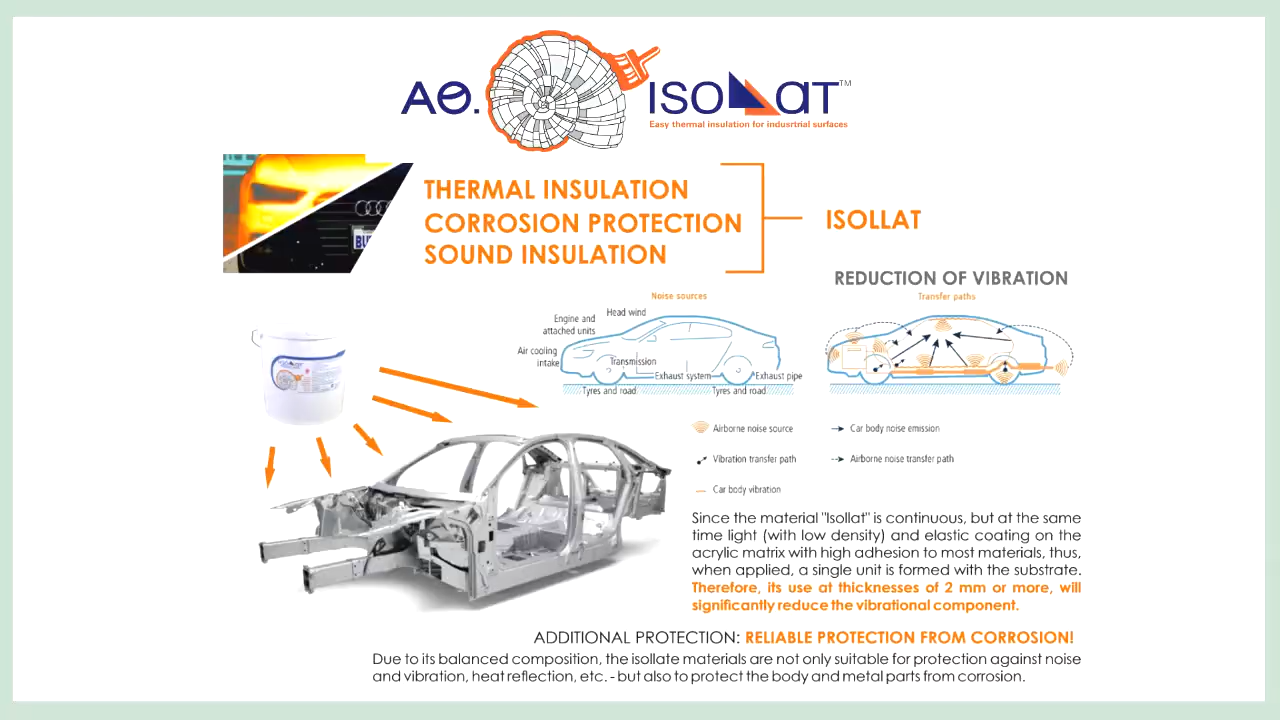 AΘ.
ISOLLAT™
Easy thermal insulation for indusrtrial surfaces
THERMAL INSULATION
CORROSION PROTECTION
SOUND INSULATION
ISOLLAT
REDUCTION OF VIBRATION
Noise sources
Transfer paths
Head wind
Engine and
attached units
Air cooling
intake
Transmission
Exhaust system
Exhaust pipe
Tyres and road
Tyres and road
Airborne noise source
Car body noise emission
Vibration transfer path
Airborne noise transfer path
Car body vibration
Since the material "Isollat" is continuous, but at the same
time light (with low density) and elastic coating on the
acrylic matrix with high adhesion to most materials, thus,
when applied, a single unit is formed with the substrate.
Therefore, its use at thicknesses of 2 mm or more, will
significantly reduce the vibrational component.
ADDITIONAL PROTECTION: RELIABLE PROTECTION FROM CORROSION!
Due to its balanced composition, the isollate materials are not only suitable for protection against noise
and vibration, heat reflection, etc. - but also to protect the body and metal parts from corrosion.